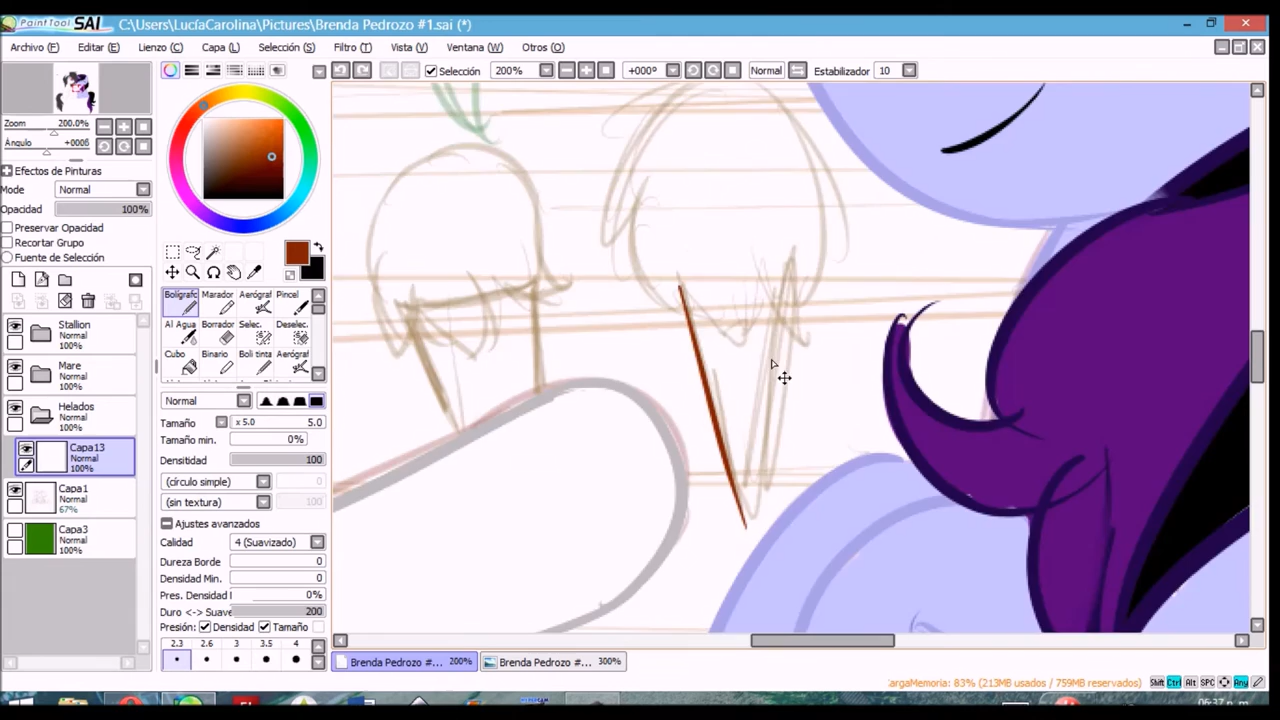 PaintTool SAI C:\Users\LucíaCarolina\Pictures\Brenda Pedrozo #1.sai (*)
Archivo (F) Editar (E) Lienzo (C) Capa (L) Selección (S) Filtro (T) Vista (V) Ventana (W) Otros (O)
Selección 200% +000º Normal Estabilizador 10
Zoom 200.0%
Ángulo +000ß
Efectos de Pinturas
Mode Normal
Opacidad 100%
Preservar Opacidad
Recortar Grupo
Fuente de Selección
Stallion
Normal
Mare
Normal
Helados
Normal
Capa13
Normal
100%
Capa1
Normal
67%
Capa3
Normal
100%
Bolígrafo Marador Aerógraf Pincel
Al Agua Borrador Selec. Deselec.
Cubo Binario Boli tinta Aerógraf
Normal
Tamaño x 5.0 5.0
Tamaño min. 0%
Densitidad 100
(círculo simple) 0
(sin textura) 100
Ajustes avanzados
Calidad 4 (Suavizado)
Dureza Borde 0
Densidad Min. 0
Pres. Densidad 0%
Duro <-> Suave 200
Presión: Densidad Tamaño
2.3 2.6 3 3.5 4
Brenda Pedrozo #... 200% Brenda Pedrozo #... 300%
argaMemoria: 83% (213MB usados / 759MB reservados) Shift Ctrl Alt SPC Any
06:37 p. m.